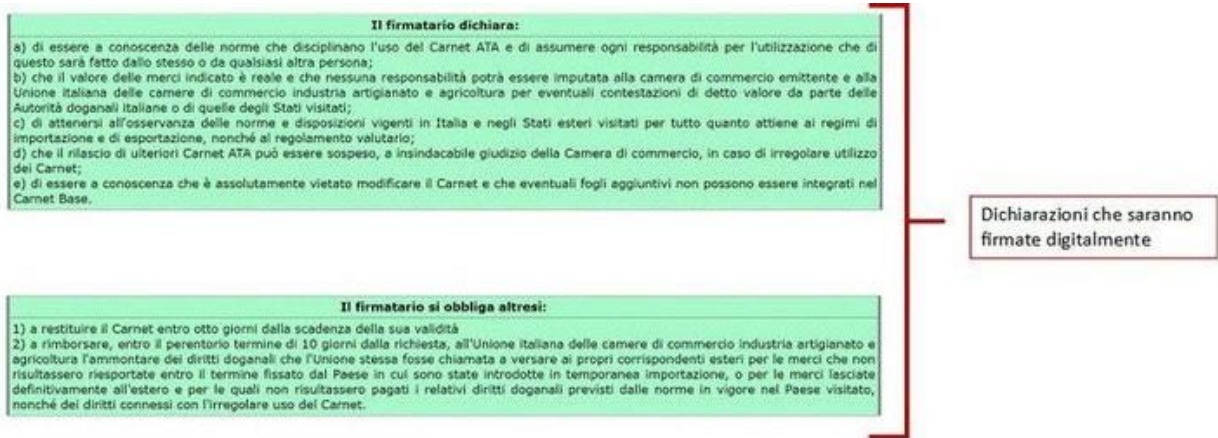 Il firmatario dichiara:
a) di essere a conoscenza delle norme che disciplinano l'uso del Carnet ATA e di assumere ogni responsabilità per l'utilizzazione che di
questo sarà fatto dallo stesso o da qualsiasi altra persona;
b) che il valore delle merci indicato è reale e che nessuna responsabilità potrà essere imputata alla camera di commercio emittente e alla
Unione italiana delle camere di commercio industria artigianato e agricoltura per eventuali contestazioni di detto valore da parte delle
Autorità doganali italiane o di quelle degli Stati visitati;
c) di attenersi all'osservanza delle norme e disposizioni vigenti in Italia e negli Stati esteri visitati per tutto quanto attiene ai regimi di
importazione e di esportazione, nonché al regolamento valutario;
d) che il rilascio di ulteriori Carnet ATA può essere sospeso, a insindacabile giudizio della Camera di commercio, in caso di irregolare utilizzo
dei Carnet;
e) di essere a conoscenza che è assolutamente vietato modificare il Carnet e che eventuali fogli aggiuntivi non possono essere integrati nel
Carnet Base.
Dichiarazioni che saranno
firmate digitalmente
Il firmatario si obbliga altresì:
1) a restituire il Carnet entro otto giorni dalla scadenza della sua validità
2) a rimborsare, entro il perentorio termine di 10 giorni dalla richiesta, all'Unione italiana delle camere di commercio industria artigianato e
agricoltura l'ammontare dei diritti doganali che l'Unione stessa fosse chiamata a versare ai propri corrispondenti esteri per le merci che non
risultassero riesportate entro il termine fissato dal Paese in cui sono state introdotte in temporanea importazione, o per le merci lasciate
definitivamente all'estero e per le quali non risultassero pagati i relativi diritti doganali previsti dalle norme in vigore nel Paese visitato,
nonché dei diritti connessi con l'irregolare uso del Carnet.